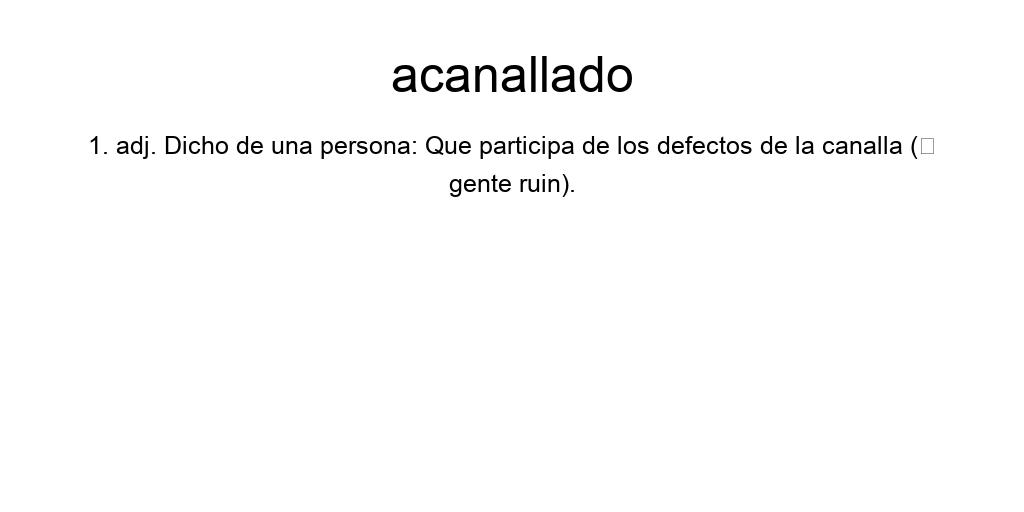 acanallado
1. adj. Dicho de una persona: Que participa de los defectos de la canalla (□
gente ruin).